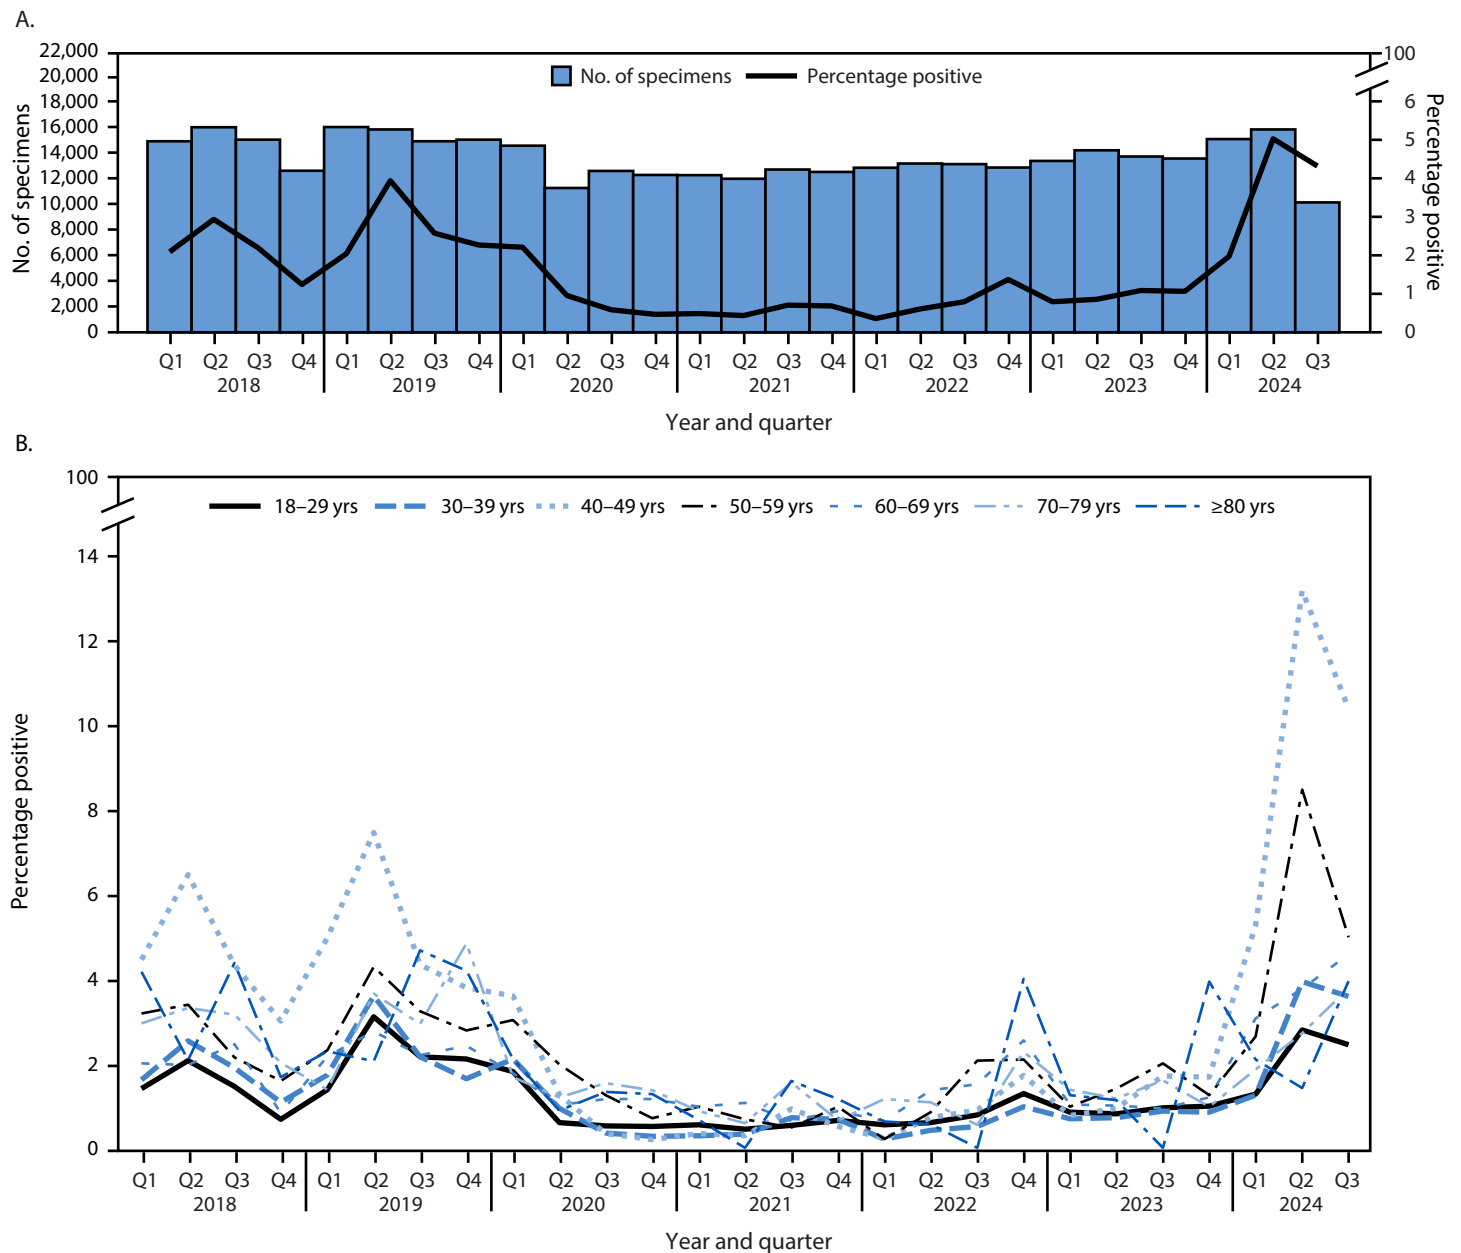 A.
No. of specimens
22,000
20,000
18,000
16,000
14,000
12,000
10,000
8,000
6,000
4,000
2,000
0
No. of specimens Percentage positive
100
6
5
4
3
2
1
0
Percentage positive
Q1 Q2 Q3 Q4 Q1 Q2 Q3 Q4 Q1 Q2 Q3 Q4 Q1 Q2 Q3 Q4 Q1 Q2 Q3 Q4 Q1 Q2 Q3 Q4 Q1 Q2 Q3
2018 2019 2020 2021 2022 2023 2024
Year and quarter
B.
Percentage positive
100
14
12
10
8
6
4
2
0
18–29 yrs 30–39 yrs 40–49 yrs 50–59 yrs 60–69 yrs 70–79 yrs ≥80 yrs
Q1 Q2 Q3 Q4 Q1 Q2 Q3 Q4 Q1 Q2 Q3 Q4 Q1 Q2 Q3 Q4 Q1 Q2 Q3 Q4 Q1 Q2 Q3 Q4 Q1 Q2 Q3
2018 2019 2020 2021 2022 2023 2024
Year and quarter